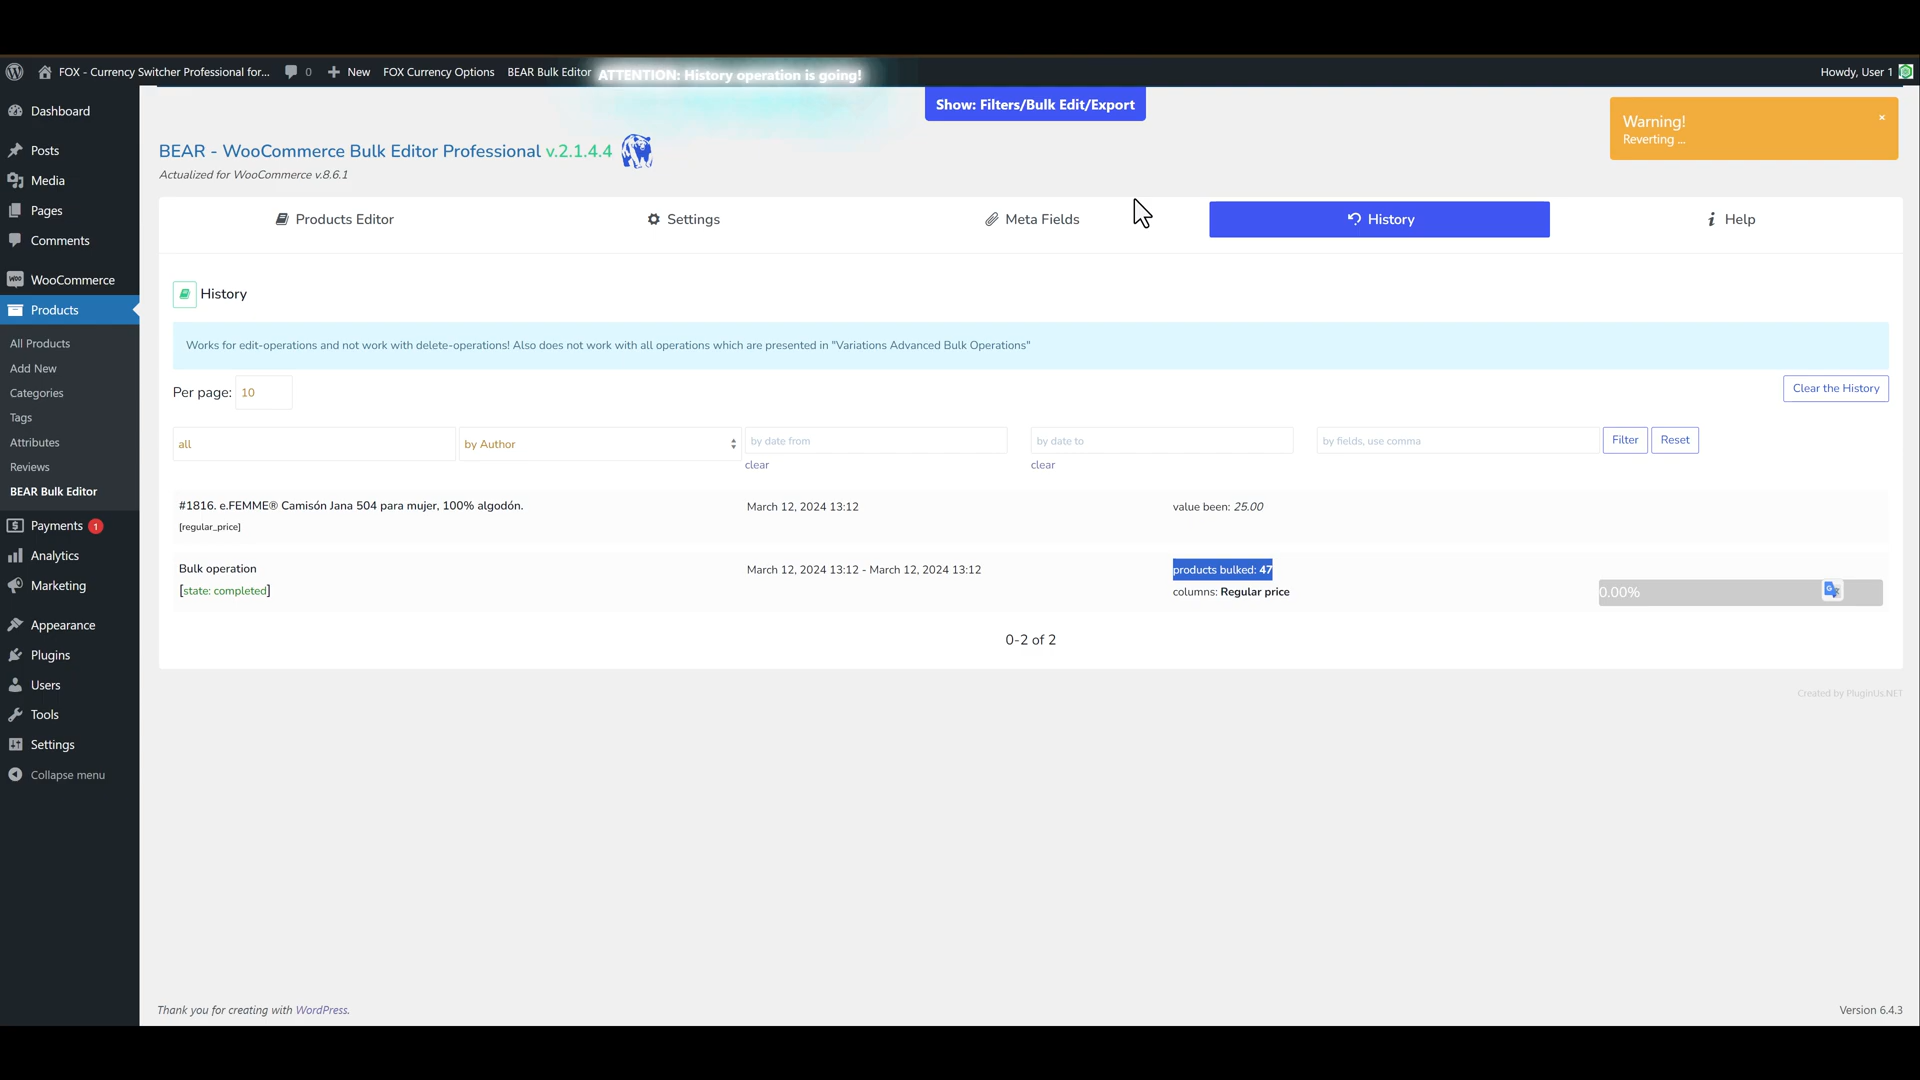 FOX - Currency Switcher Professional for... 0 New FOX Currency Options BEAR Bulk Editor ATTENTION: History operation is going! Howdy, User 1
Show: Filters/Bulk Edit/Export
Warning!
×
Reverting ...
BEAR - WooCommerce Bulk Editor Professional v.2.1.4.4
Actualized for WooCommerce v.8.6.1
Dashboard
Posts
Media
Pages
Comments
WooCommerce
Products
All Products
Add New
Categories
Tags
Attributes
Reviews
BEAR Bulk Editor
Payments 1
Analytics
Marketing
Appearance
Plugins
Users
Tools
Settings
Collapse menu
Products Editor Settings Meta Fields History Help
History
Works for edit-operations and not work with delete-operations! Also does not work with all operations which are presented in "Variations Advanced Bulk Operations"
Per page: 10
Clear the History
all by Author by date from by date to by fields, use comma Filter Reset
clear clear
#1816. e.FEMME® Camisón Jana 504 para mujer, 100% algodón. March 12, 2024 13:12 value been: 25.00
[regular_price]
Bulk operation March 12, 2024 13:12 - March 12, 2024 13:12 products bulked: 47
[state: completed] columns: Regular price 0.00%
0-2 of 2
Created by PluginUs.NET
Thank you for creating with WordPress. Version 6.4.3